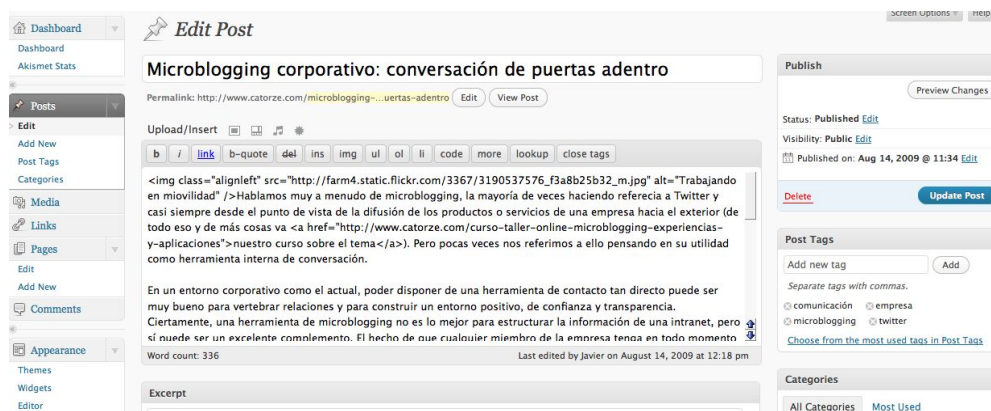 Screen Options
Help
Dashboard
Dashboard
Akismet Stats
Posts
Edit
Add New
Post Tags
Categories
Media
Links
Pages
Edit
Add New
Comments
Appearance
Themes
Widgets
Editor
Edit Post
Microblogging corporativo: conversación de puertas adentro
Permalink: http://www.catorze.com/microblogging-...uertas-adentro Edit View Post
Upload/Insert
b i link b-quote del ins img ul ol li code more lookup close tags
<img class="alignleft" src="http://farm4.static.flickr.com/3367/3190537576_f3a8b25b32_m.jpg" alt="Trabajando
en miovilidad" />Hablamos muy a menudo de microblogging, la mayoría de veces haciendo referecia a Twitter y
casi siempre desde el punto de vista de la difusión de los productos o servicios de una empresa hacia el exterior (de
todo eso y de más cosas va <a href="http://www.catorze.com/curso-taller-online-microblogging-experiencias-
y-aplicaciones">nuestro curso sobre el tema</a>). Pero pocas veces nos referimos a ello pensando en su utilidad
como herramienta interna de conversación.
En un entorno corporativo como el actual, poder disponer de una herramienta de contacto tan directo puede ser
muy bueno para vertebrar relaciones y para construir un entorno positivo, de confianza y transparencia.
Ciertamente, una herramienta de microblogging no es lo mejor para estructurar la información de una intranet, pero
sí puede ser un excelente complemento. El hecho de que cualquier miembro de la empresa tenga en todo momento
Word count: 336
Last edited by Javier on August 14, 2009 at 12:18 pm
Excerpt
Publish
Preview Changes
Status: Published Edit
Visibility: Public Edit
Published on: Aug 14, 2009 @ 11:34 Edit
Delete
Update Post
Post Tags
Add new tag
Add
Separate tags with commas.
comunicación empresa
microblogging twitter
Choose from the most used tags in Post Tags
Categories
All Categories Most Used